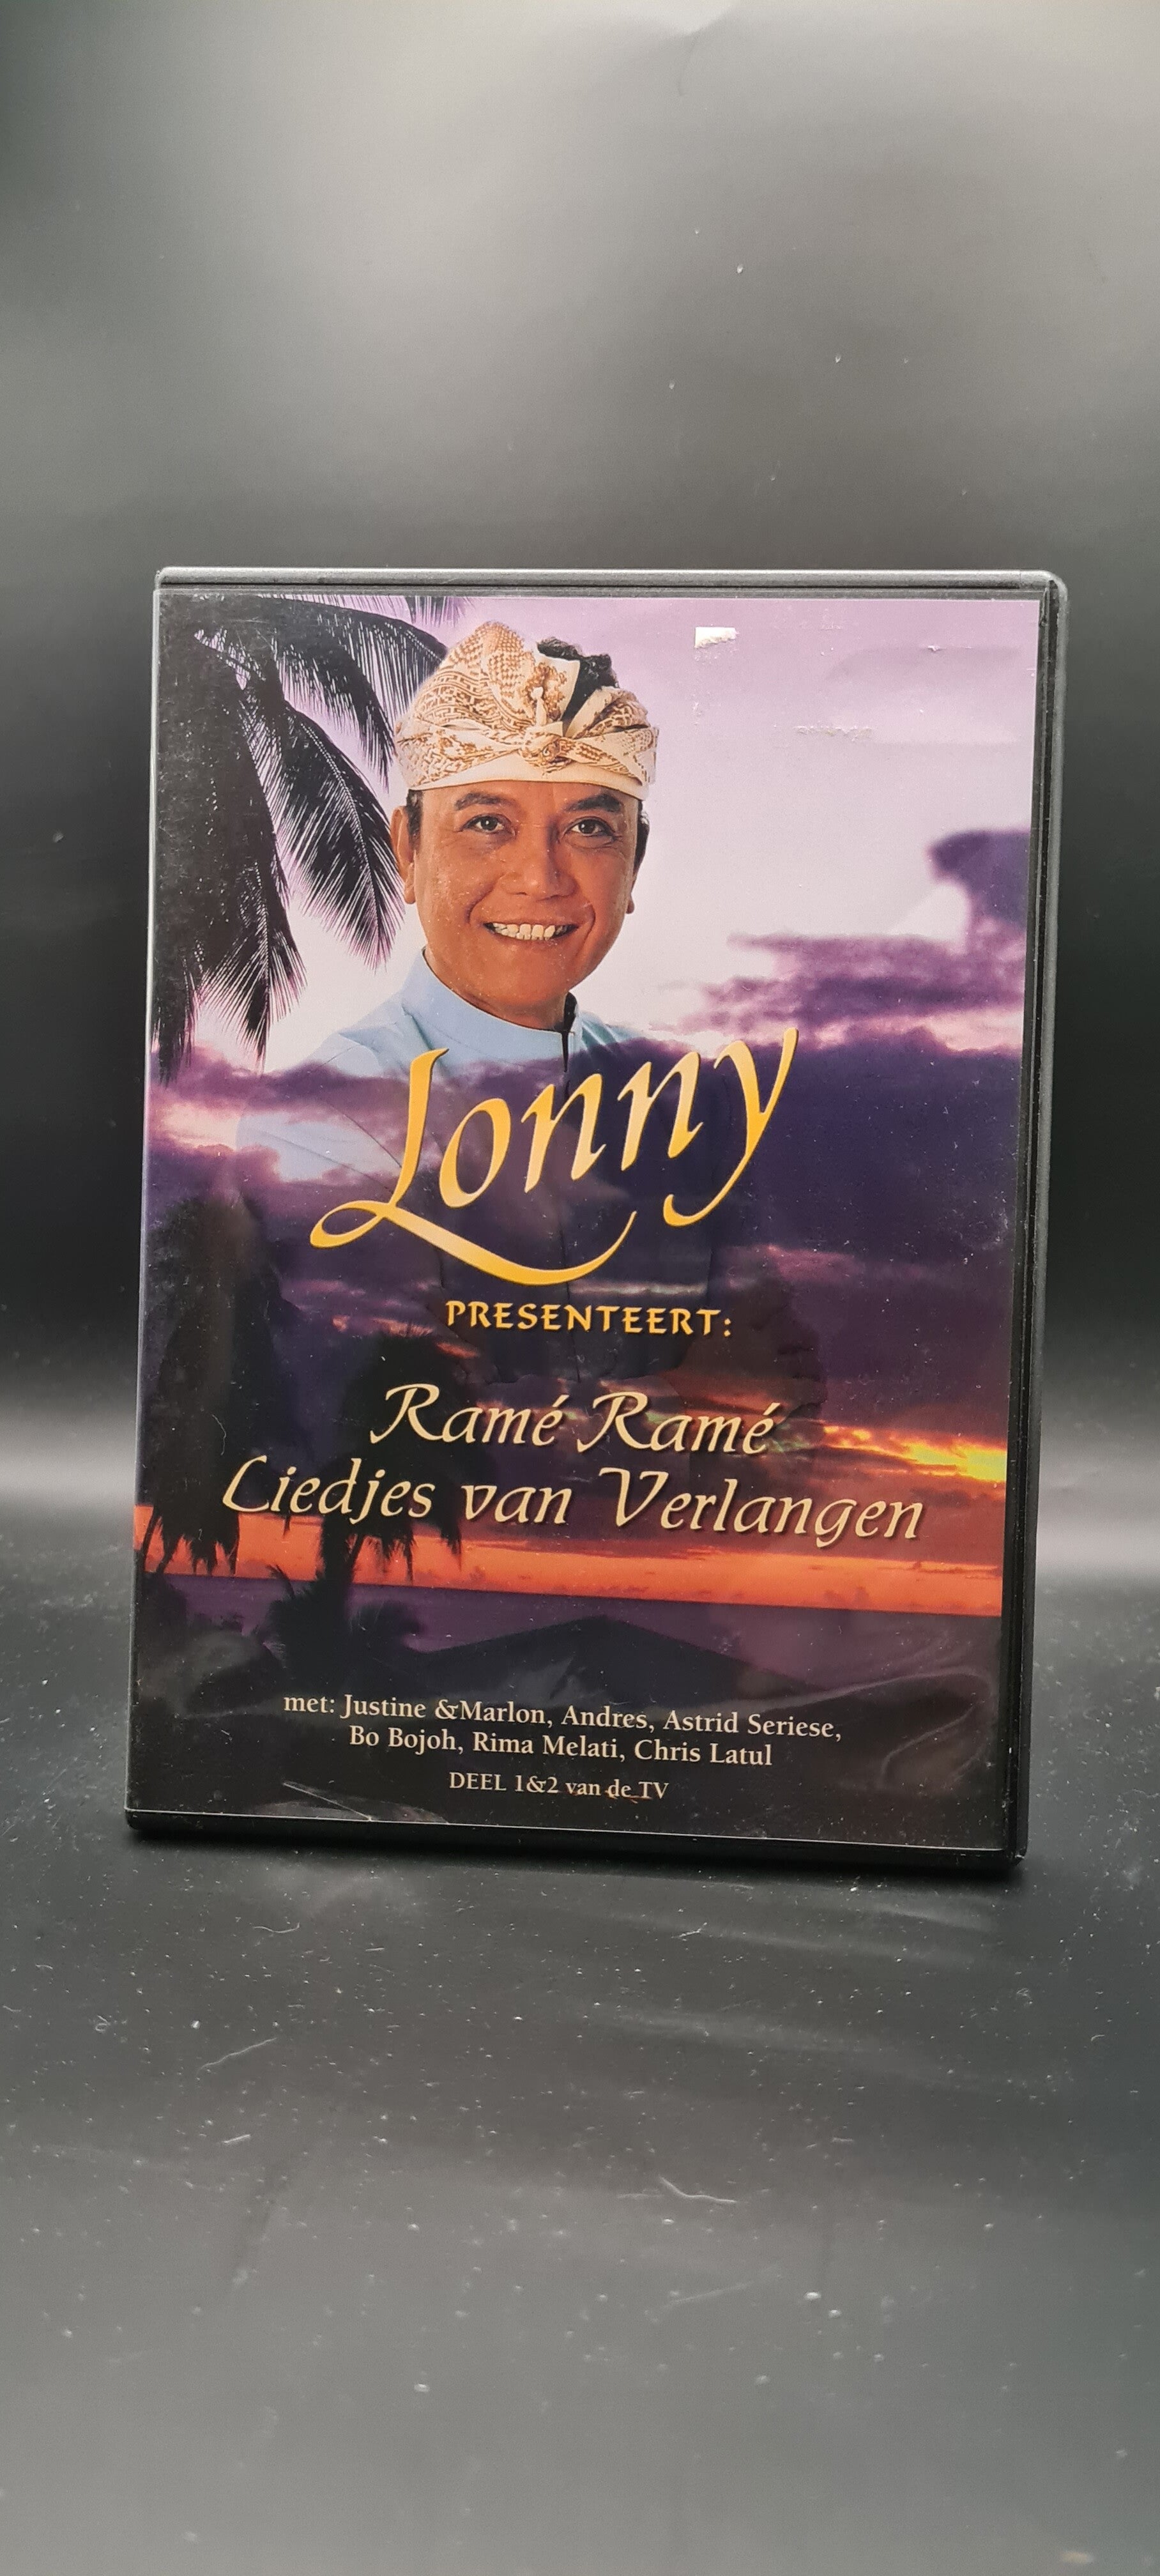 Lonny
PRESENTEERT:
Ramé Ramé
Liedjes van Verlangen
met: Justine &Marlon, Andres, Astrid Seriese,
Bo Bojoh, Rima Melati, Chris Latul
DEEL 1&2 van de TV